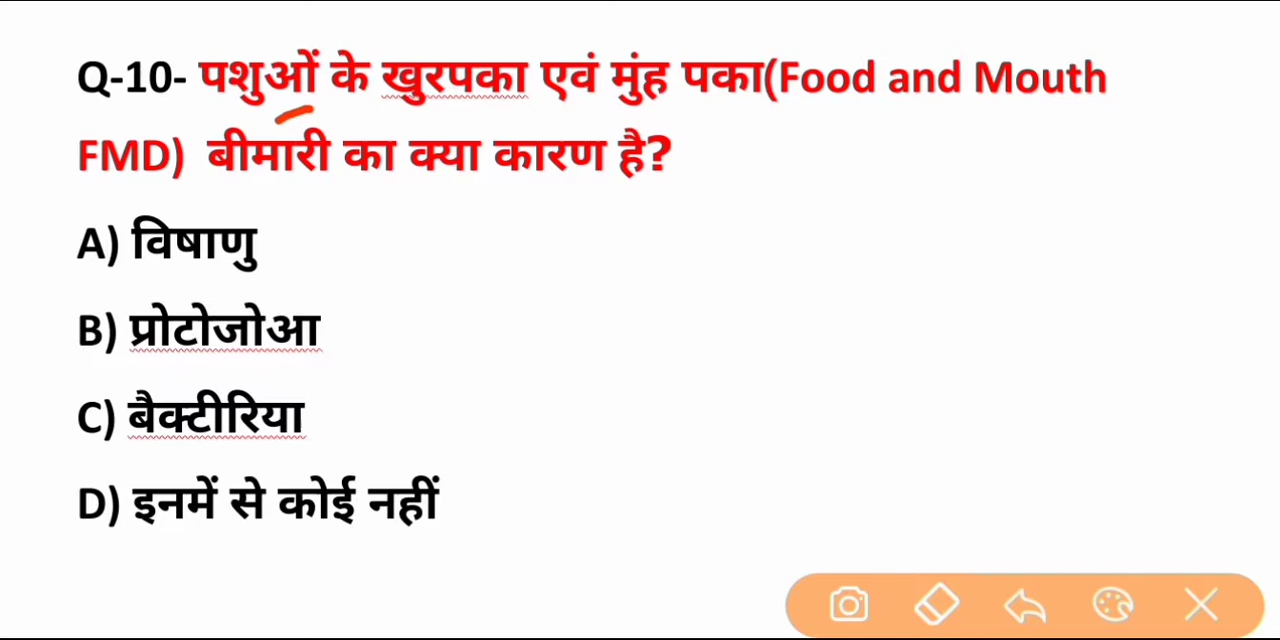 Q-10- पशुओं के खुरपका एवं मुंह पका(Food and Mouth
FMD) बीमारी का क्या कारण है?
A) विषाणु
B) प्रोटोजोआ
C) बैक्टीरिया
D) इनमें से कोई नहीं